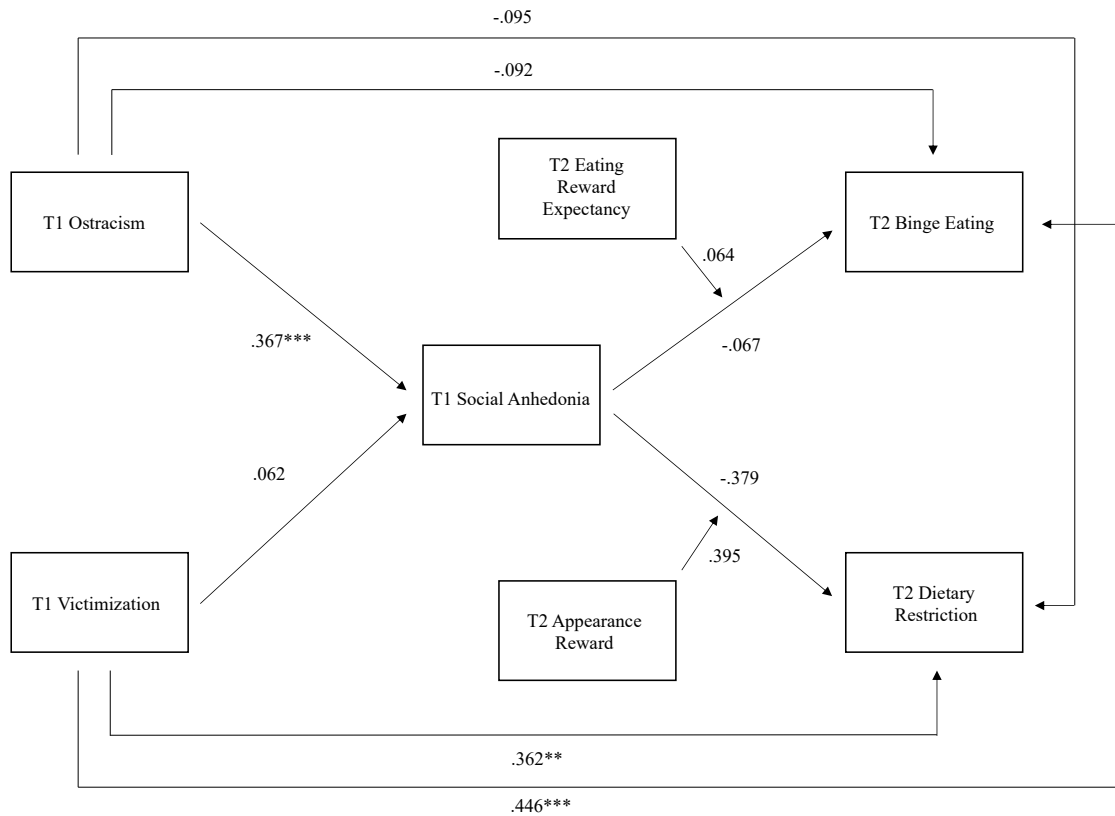 -.095
-.092
T2 Eating
Reward
Expectancy
T1 Ostracism
T2 Binge Eating
.064
.367***
-.067
T1 Social Anhedonia
.062
-.379
.395
T1 Victimization
T2 Appearance
Reward
T2 Dietary
Restriction
.362**
.446***